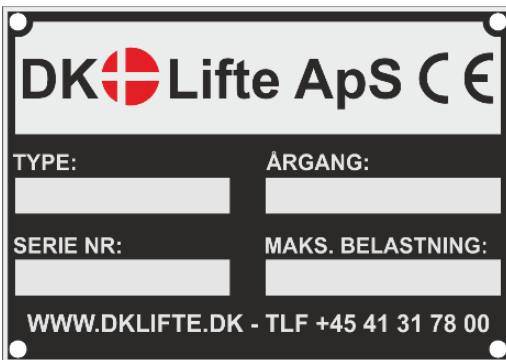 DK Lifte ApS CE
TYPE: ÅRGANG:
SERIE NR: MAKS. BELASTNING:
WWW.DKLIFTE.DK - TLF +45 41 31 78 00